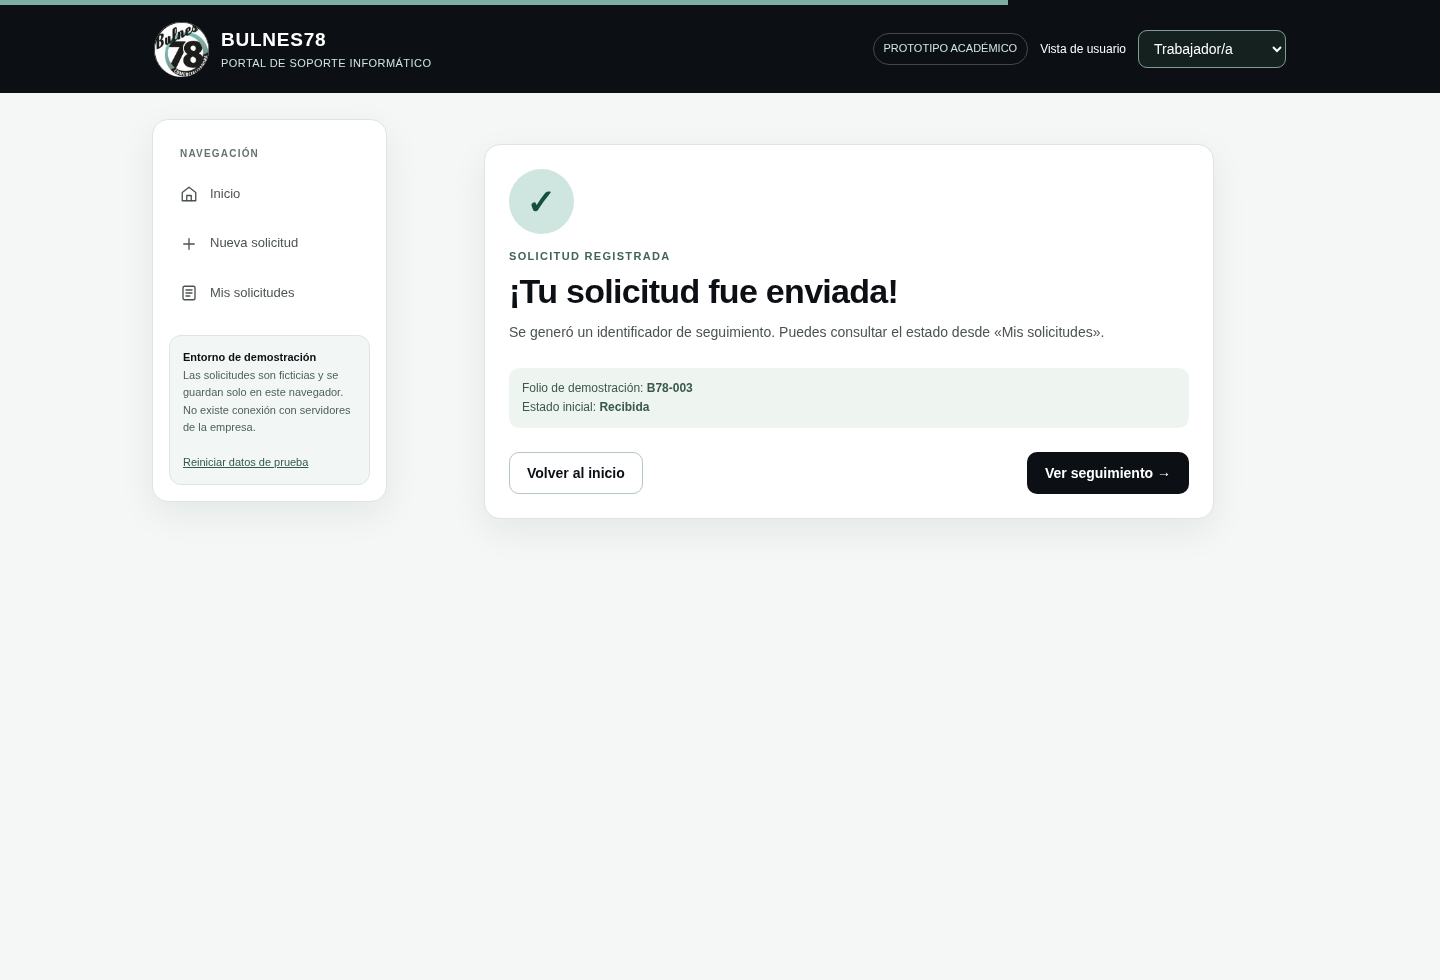 Bulnes
78
BULNES78
PORTAL DE SOPORTE INFORMÁTICO
PROTOTIPO ACADÉMICO
Vista de usuario
Trabajador/a
NAVEGACIÓN
Inicio
Nueva solicitud
Mis solicitudes
Entorno de demostración
Las solicitudes son ficticias y se
guardan solo en este navegador.
No existe conexión con servidores
de la empresa.
Reiniciar datos de prueba
✓
SOLICITUD REGISTRADA
¡Tu solicitud fue enviada!
Se generó un identificador de seguimiento. Puedes consultar el estado desde «Mis solicitudes».
Folio de demostración: B78-003
Estado inicial: Recibida
Volver al inicio
Ver seguimiento →